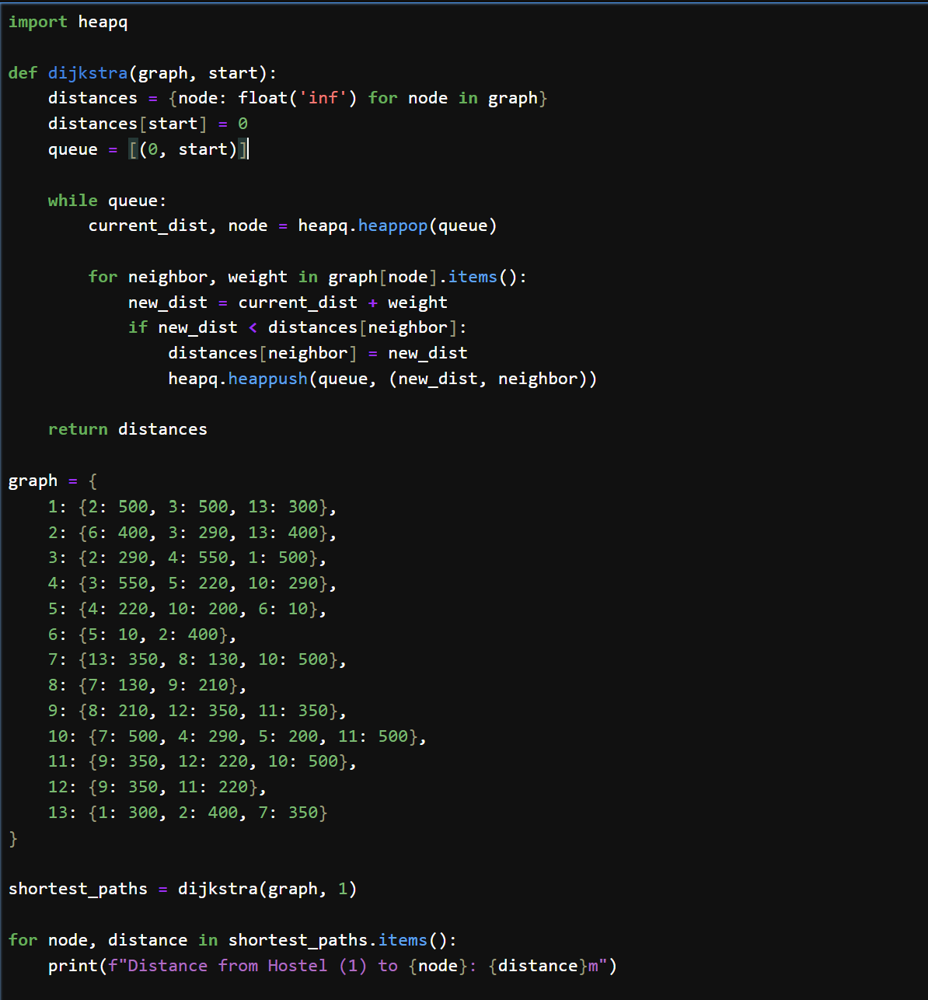 import heapq

def dijkstra(graph, start):
    distances = {node: float('inf') for node in graph}
    distances[start] = 0
    queue = [(0, start)]

    while queue:
        current_dist, node = heapq.heappop(queue)

        for neighbor, weight in graph[node].items():
            new_dist = current_dist + weight
            if new_dist < distances[neighbor]:
                distances[neighbor] = new_dist
                heapq.heappush(queue, (new_dist, neighbor))

    return distances

graph = {
    1: {2: 500, 3: 500, 13: 300},
    2: {6: 400, 3: 290, 13: 400},
    3: {2: 290, 4: 550, 1: 500},
    4: {3: 550, 5: 220, 10: 290},
    5: {4: 220, 10: 200, 6: 10},
    6: {5: 10, 2: 400},
    7: {13: 350, 8: 130, 10: 500},
    8: {7: 130, 9: 210},
    9: {8: 210, 12: 350, 11: 350},
    10: {7: 500, 4: 290, 5: 200, 11: 500},
    11: {9: 350, 12: 220, 10: 500},
    12: {9: 350, 11: 220},
    13: {1: 300, 2: 400, 7: 350}
}

shortest_paths = dijkstra(graph, 1)

for node, distance in shortest_paths.items():
    print(f"Distance from Hostel (1) to {node}: {distance}m")